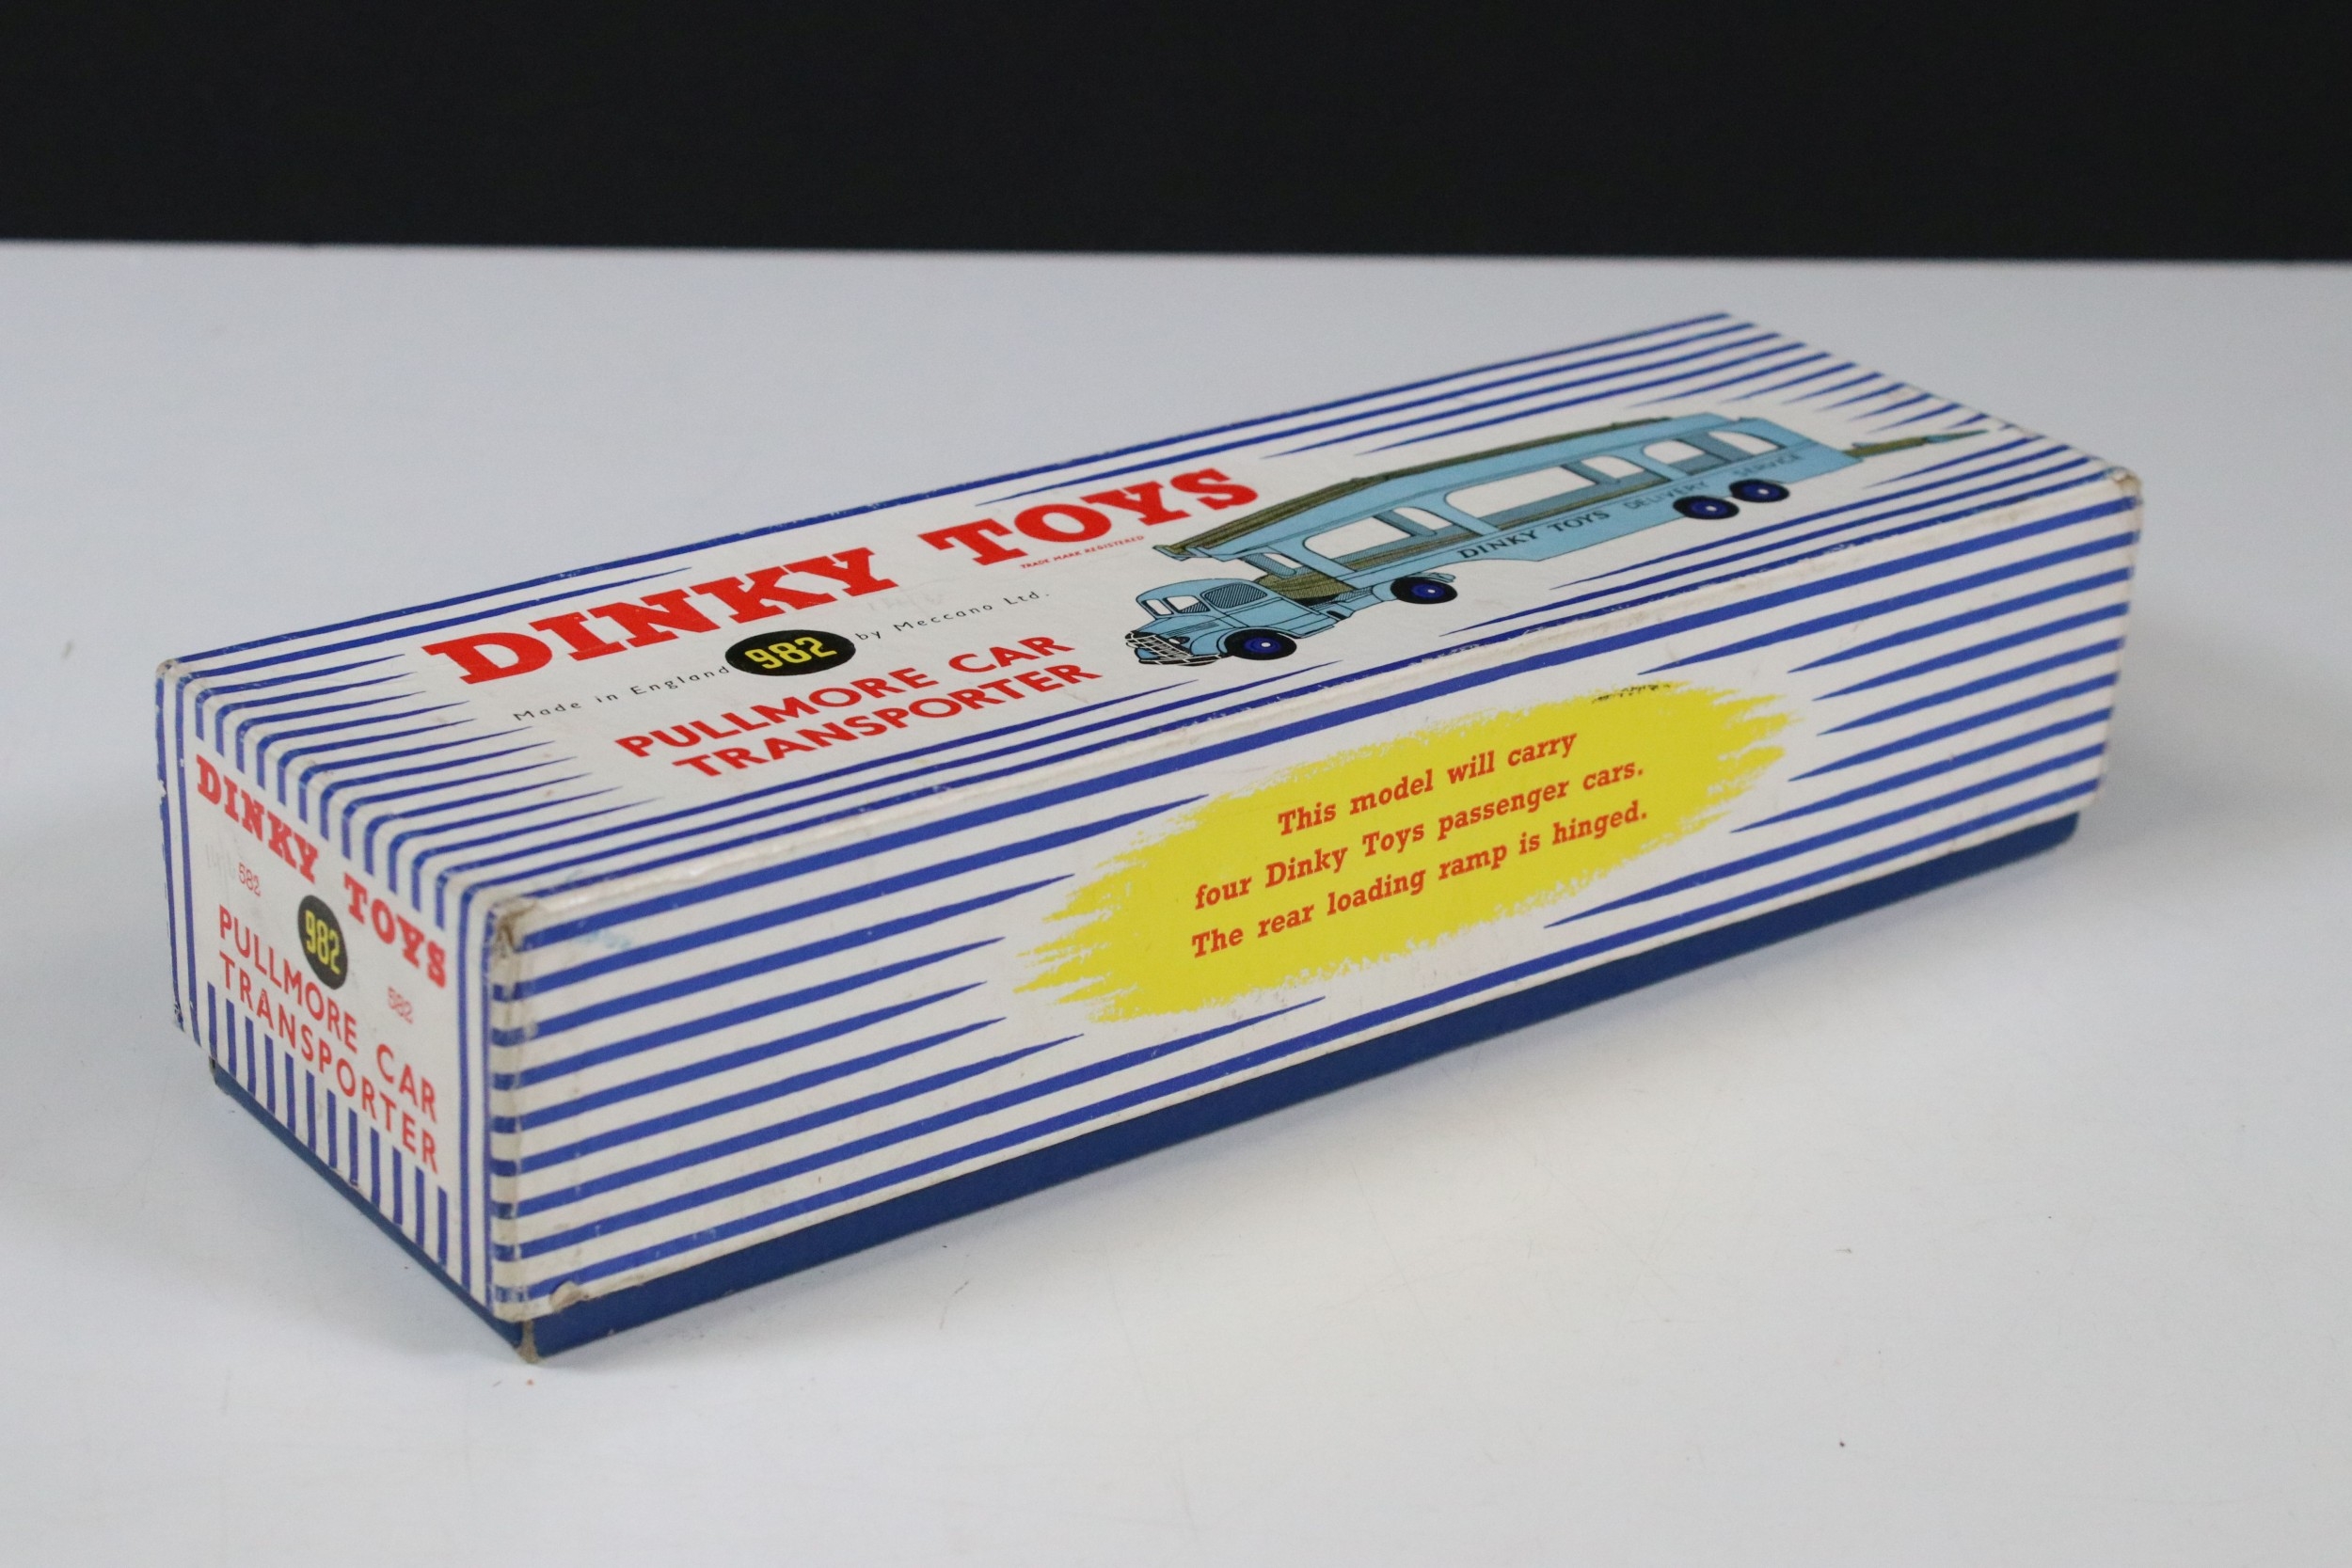 DINKY TOYS
TRADE MARK REGISTERED
Made in England 982 by Meccano Ltd.
PULLMORE CAR
TRANSPORTER
DINKY TOYS DELIVERY SERVICE
This model will carry
four Dinky Toys passenger cars.
The rear loading ramp is hinged.
DINKY TOYS
582 982 582
PULLMORE CAR
TRANSPORTER